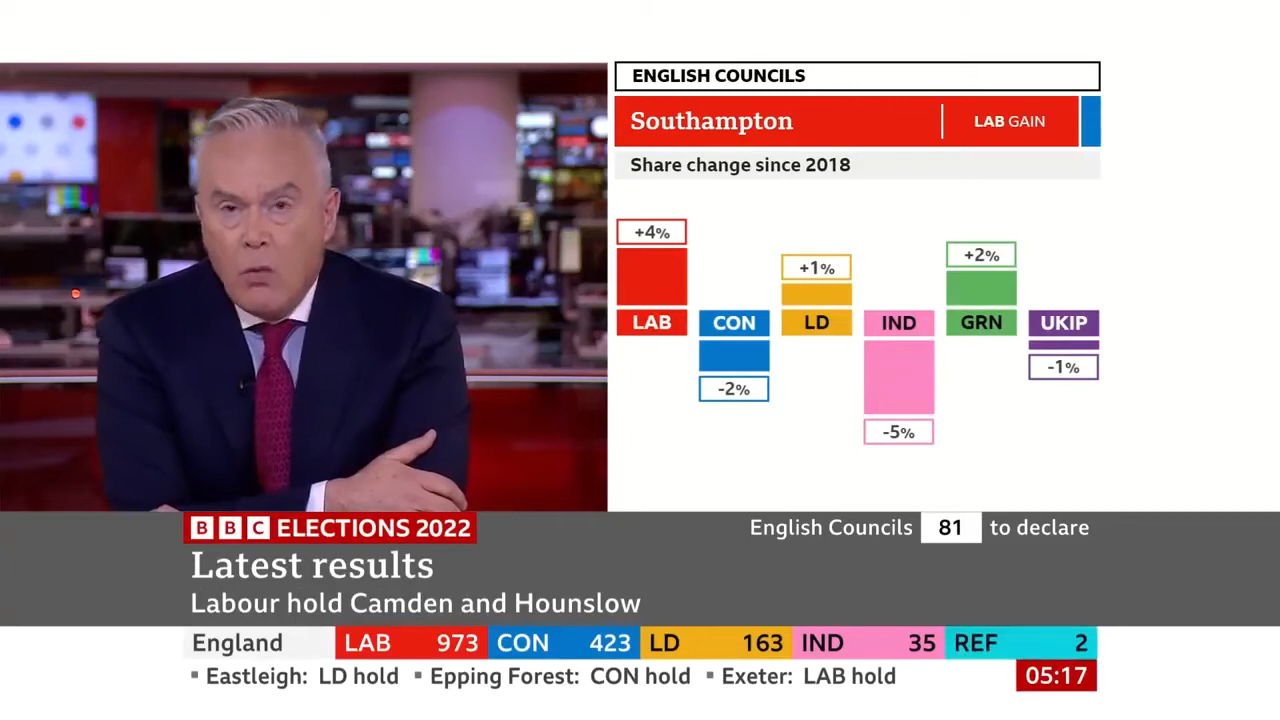 ENGLISH COUNCILS
Southampton LAB GAIN
Share change since 2018
+4% +1% +2%
LAB CON LD IND GRN UKIP
-2% -5% -1%
BBC ELECTIONS 2022 English Councils 81 to declare
Latest results
Labour hold Camden and Hounslow
England LAB 973 CON 423 LD 163 IND 35 REF 2
▪ Eastleigh: LD hold ▪ Epping Forest: CON hold ▪ Exeter: LAB hold 05:17